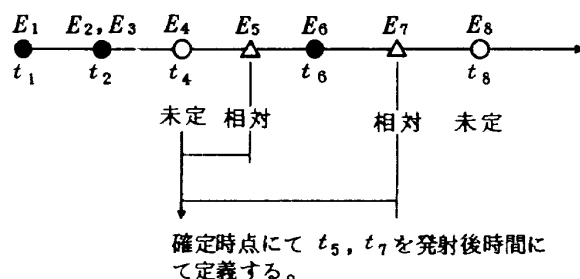 E1 E2, E3 E4 E5 E6 E7 E8
t1 t2 t4 t6 t8
未定 相対 相対 未定
確定時点にて t5, t7を発射後時間に
て定義する。